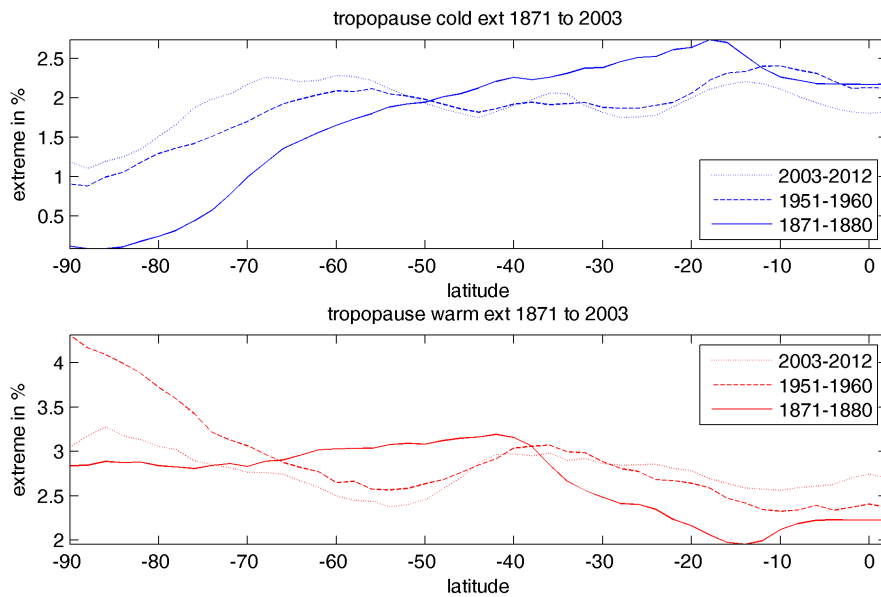 tropopause cold ext 1871 to 2003
extreme in %
2.5
2
1.5
1
0.5
2003-2012
1951-1960
1871-1880
-90 -80 -70 -60 -50 -40 -30 -20 -10 0
latitude
tropopause warm ext 1871 to 2003
extreme in %
4
3.5
3
2.5
2
2003-2012
1951-1960
1871-1880
-90 -80 -70 -60 -50 -40 -30 -20 -10 0
latitude